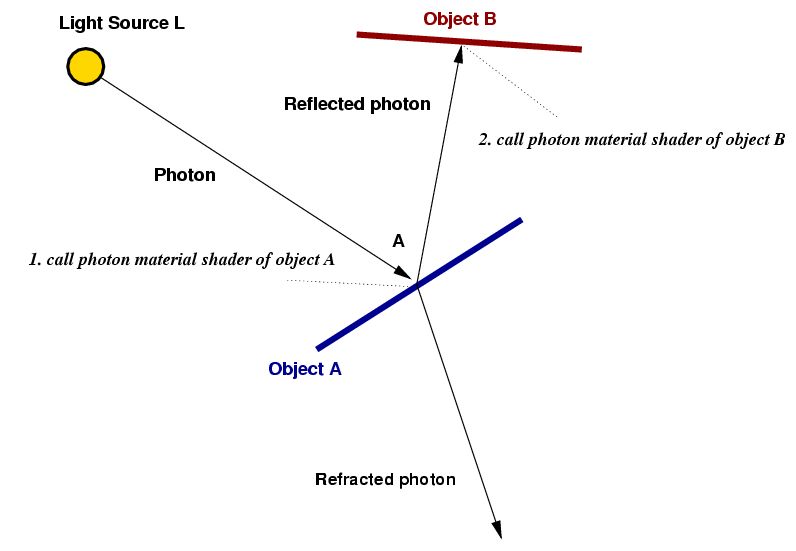 Object B
Light Source L
Reflected photon
2. call photon material shader of object B
Photon
A
1. call photon material shader of object A
Object A
Refracted photon